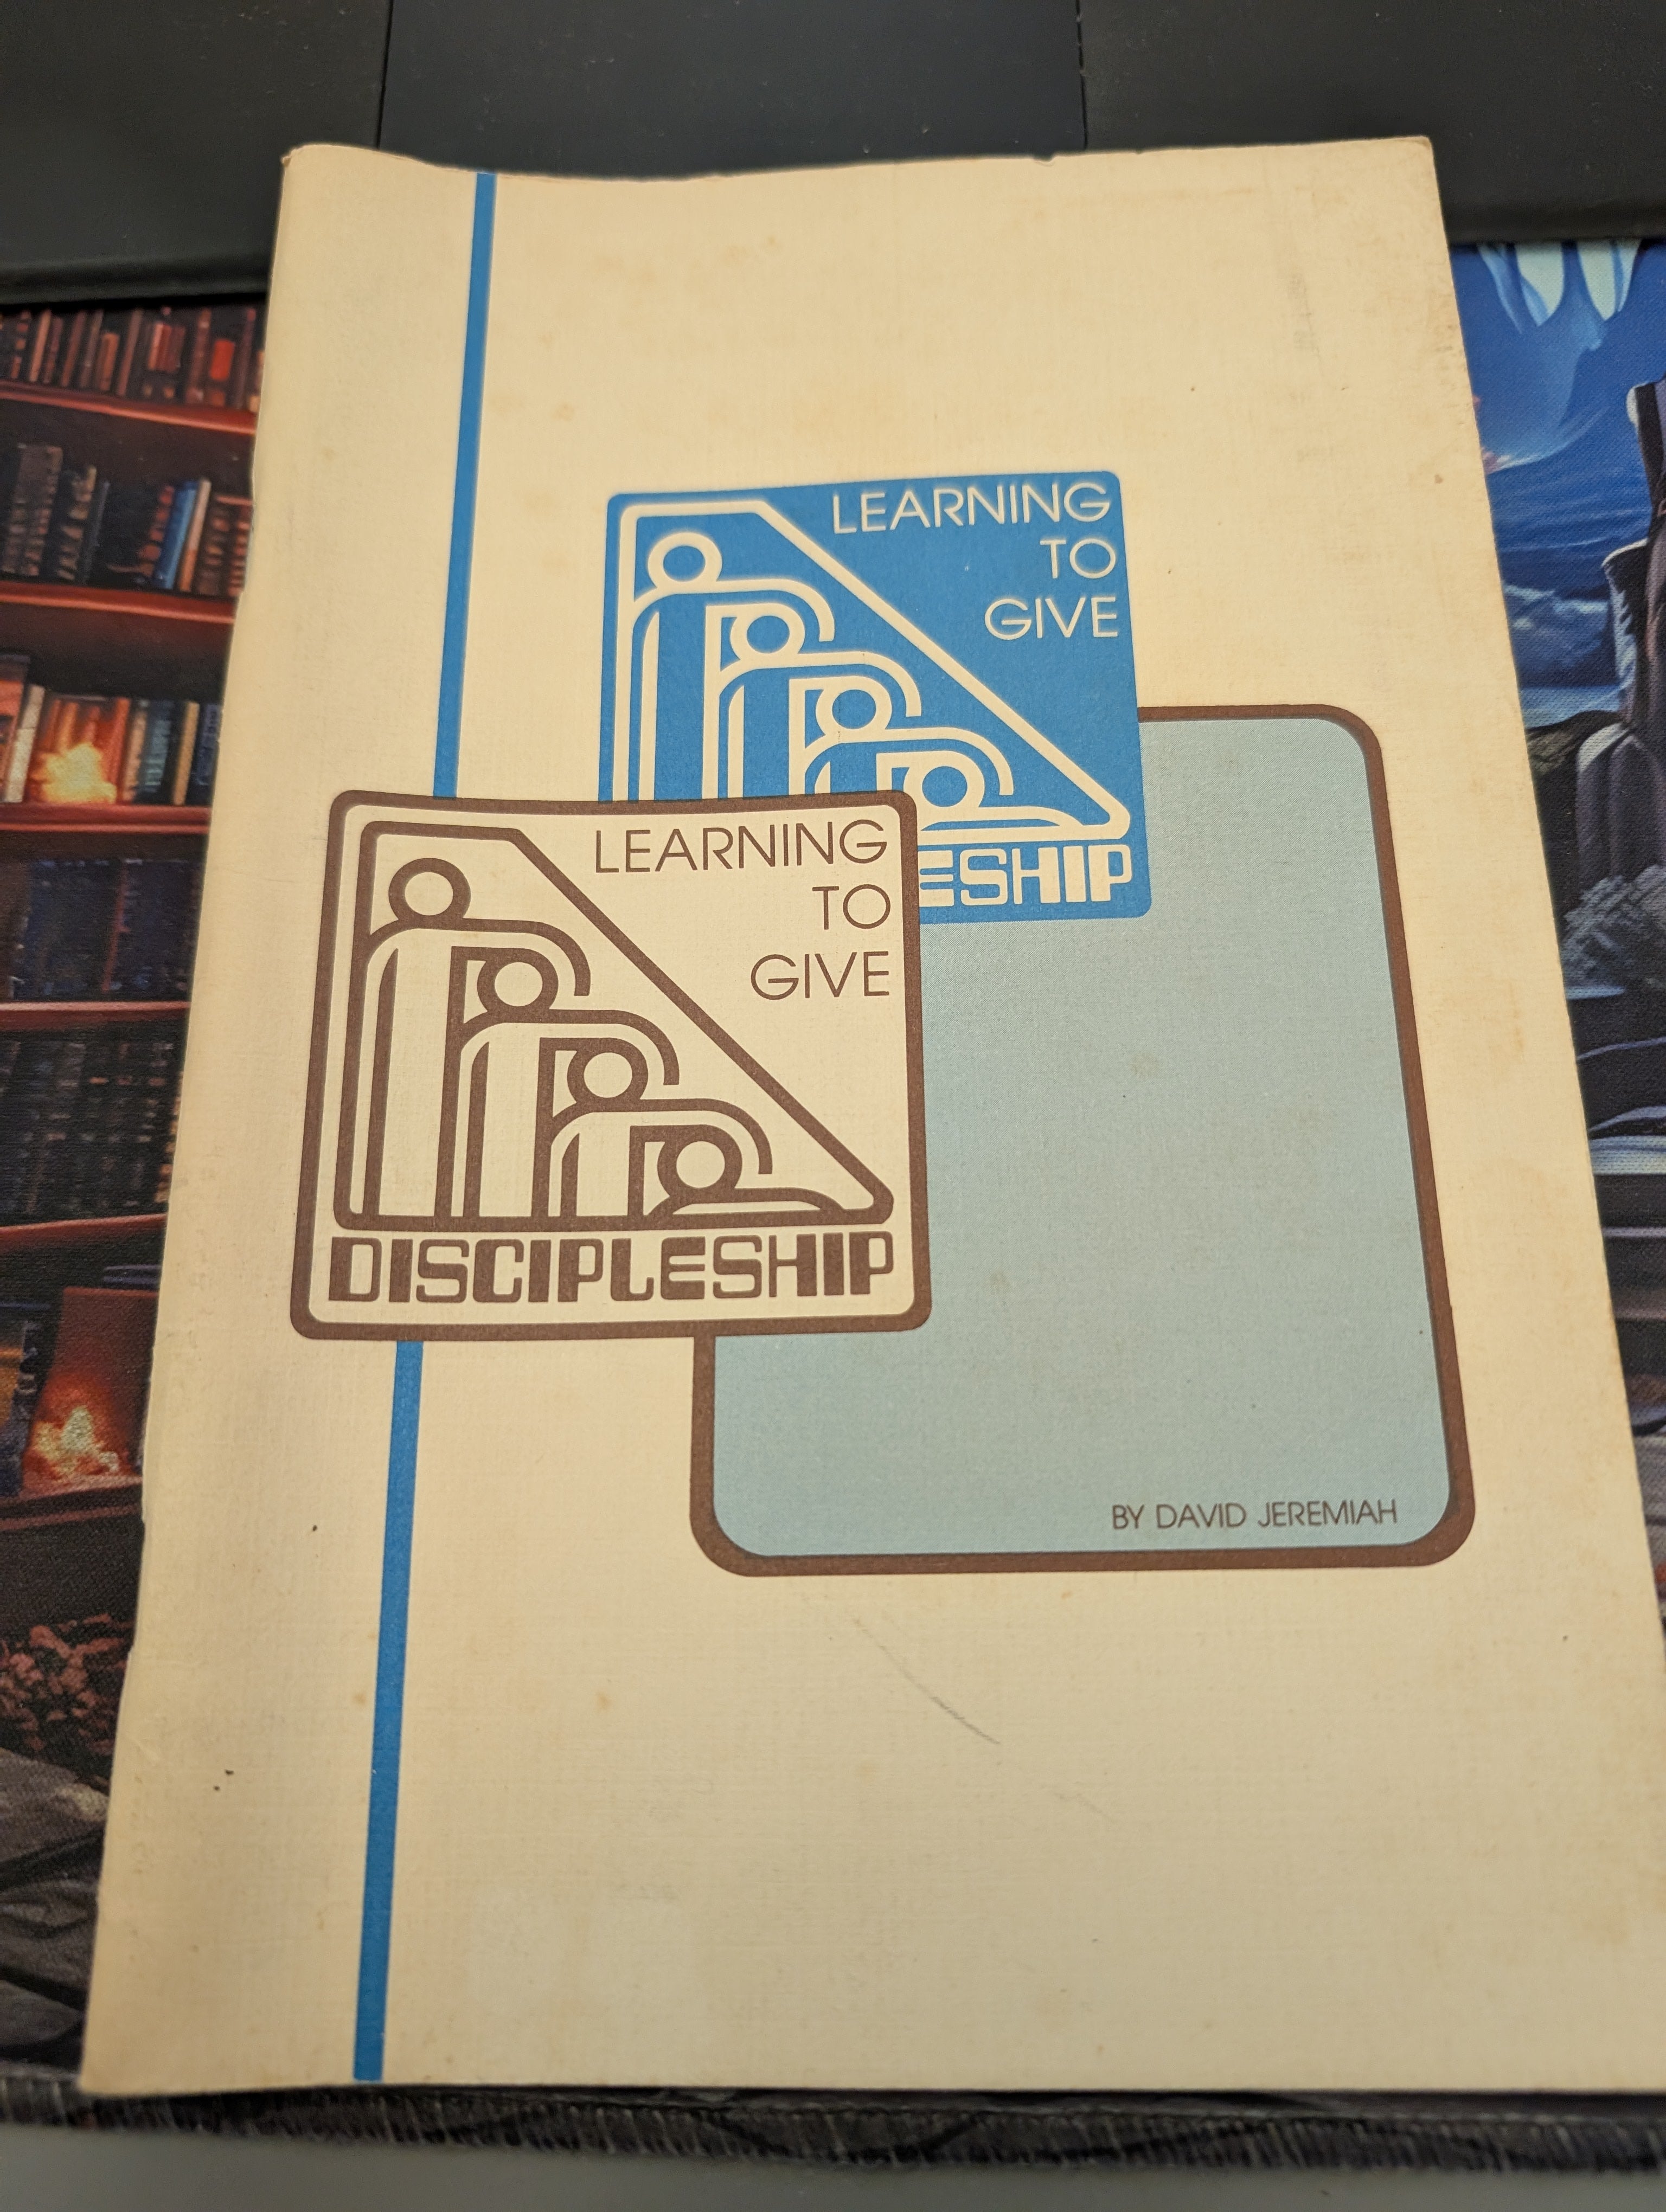 LEARNING
TO
GIVE
ESHIP
LEARNING
TO
GIVE
DISCIPLESHIP
BY DAVID JEREMIAH